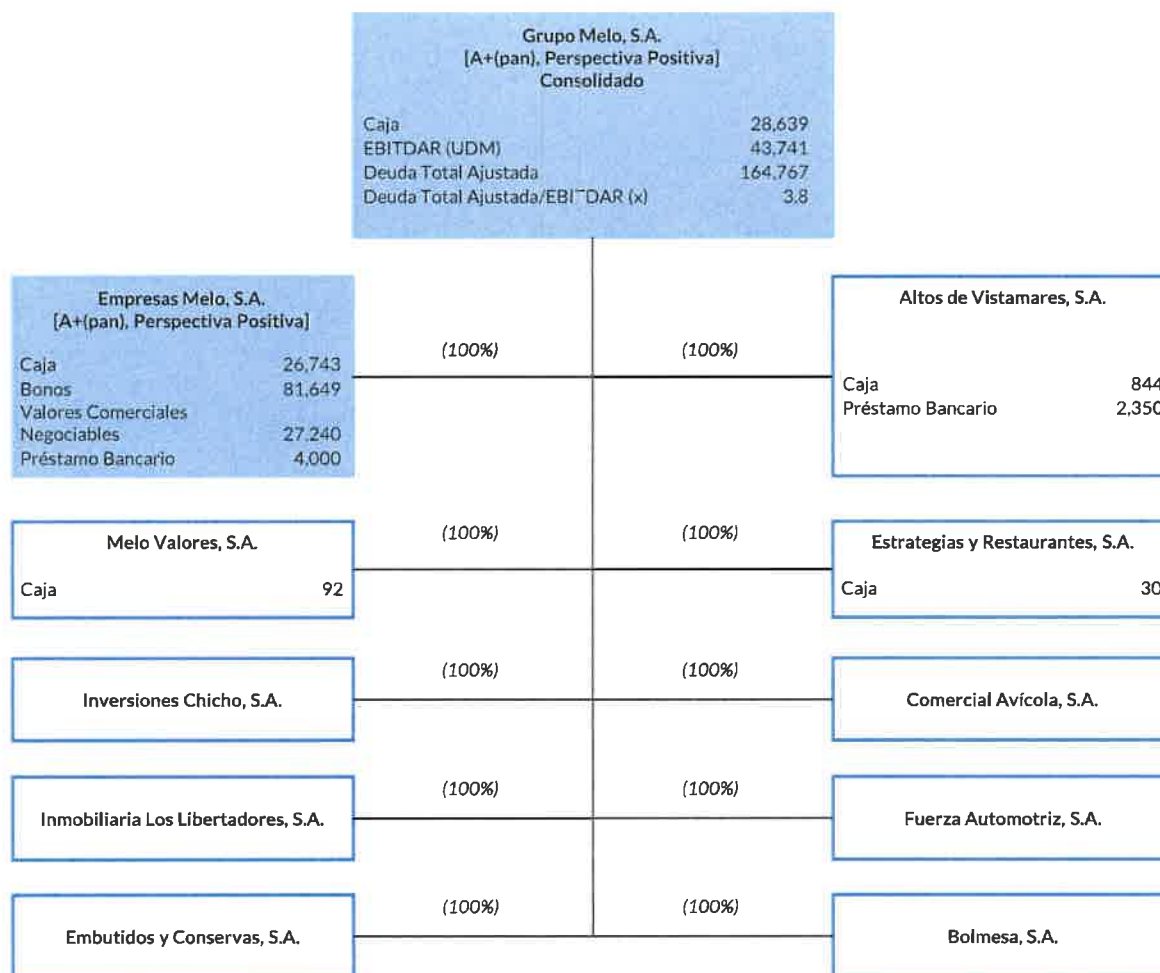 Grupo Melo, S.A.
[A+(pan), Perspectiva Positiva]
Consolidado
Caja 28,639
EBITDAR (UDM) 43,741
Deuda Total Ajustada 164,767
Deuda Total Ajustada/EBITDAR (x) 3.8
Empresas Melo, S.A.
[A+(pan), Perspectiva Positiva]
Caja 26,743
Bonos 81,649
Valores Comerciales
Negociables 27,240
Préstamo Bancario 4,000
(100%) (100%)
Altos de Vistamares, S.A.
Caja 844
Préstamo Bancario 2,350
Melo Valores, S.A.
Caja 92
(100%) (100%)
Estrategias y Restaurantes, S.A.
Caja 30
Inversiones Chicho, S.A.
(100%) (100%)
Comercial Avícola, S.A.
Inmobiliaria Los Libertadores, S.A.
(100%) (100%)
Fuerza Automotriz, S.A.
Embutidos y Conservas, S.A.
(100%) (100%)
Bolmesa, S.A.